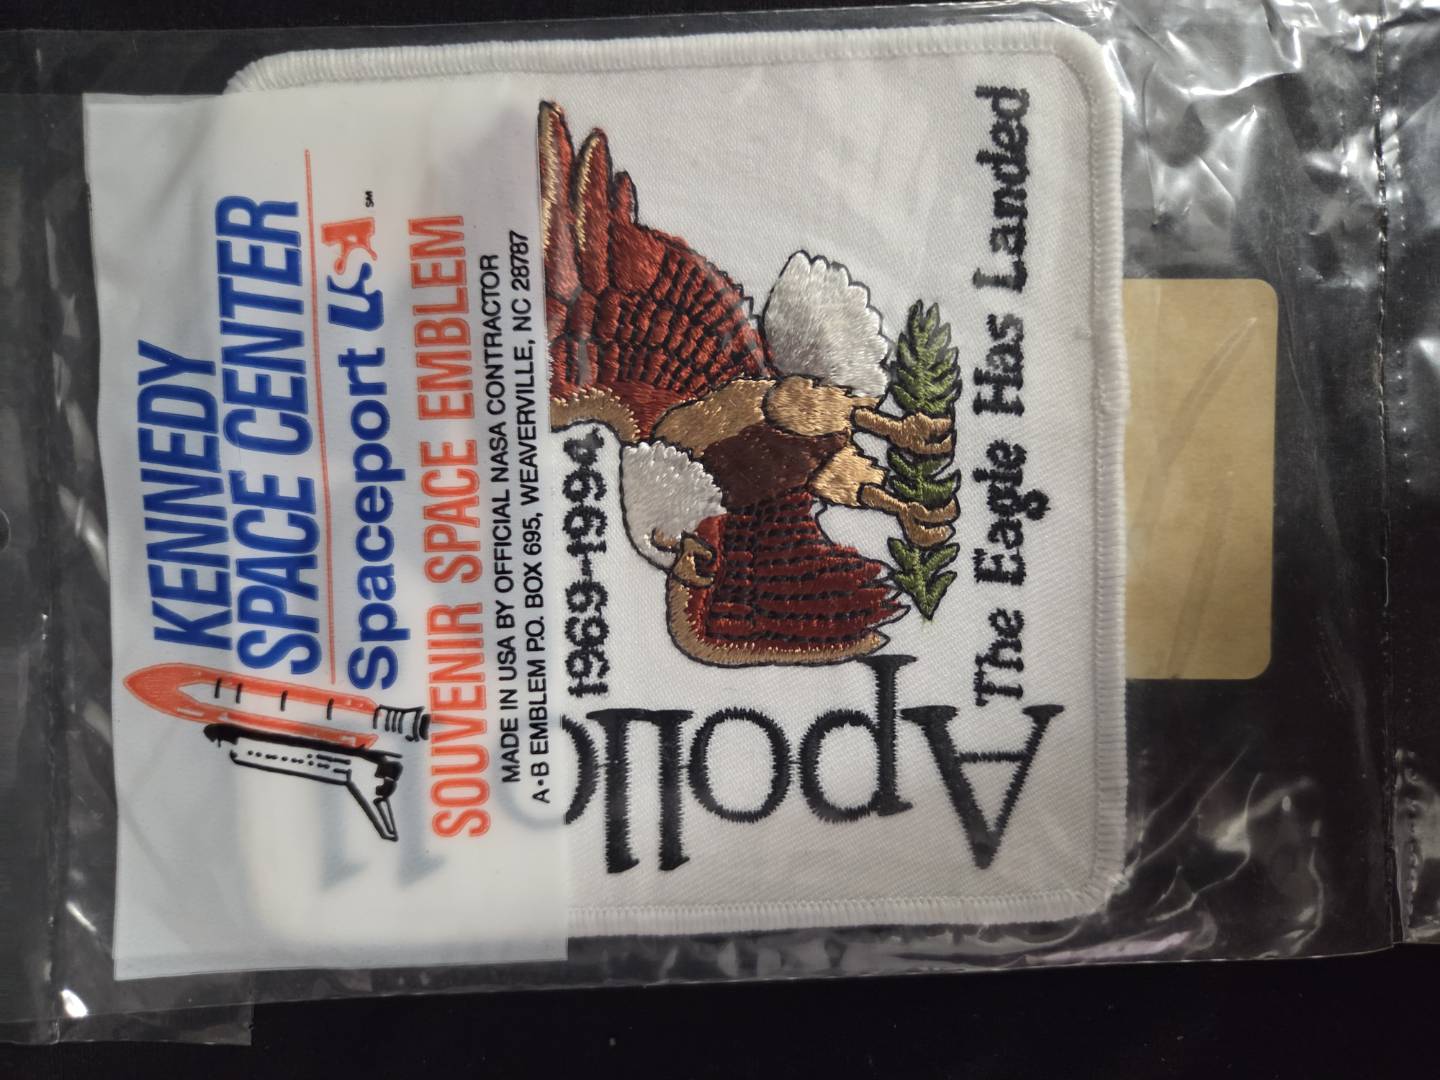 KENNEDY
SPACE CENTER
Spaceport USA SM
SOUVENIR SPACE EMBLEM
MADE IN USA BY OFFICIAL NASA CONTRACTOR
A•B EMBLEM P.O. BOX 695, WEAVERVILLE, NC 28787
Apollo
1969-1994
The Eagle Has Landed